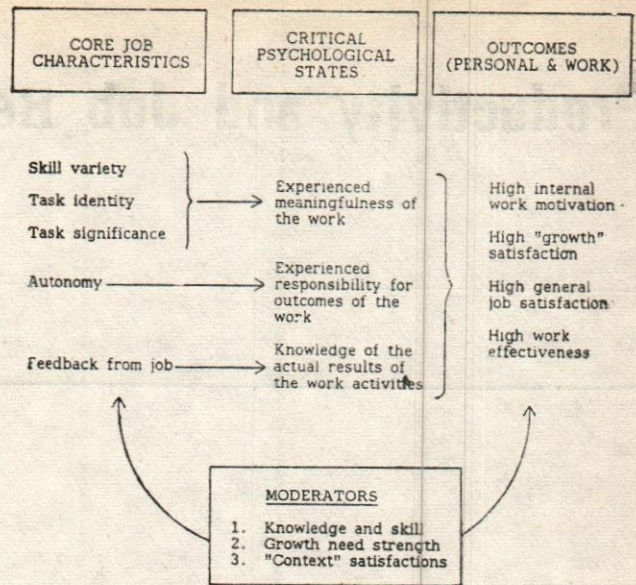 CORE JOB
CHARACTERISTICS
CRITICAL
PSYCHOLOGICAL
STATES
OUTCOMES
(PERSONAL & WORK)
Skill variety
Task identity
Task significance
Experienced
meaningfulness of
the work
Autonomy
Experienced
responsibility for
outcomes of the
work
Feedback from job
Knowledge of the
actual results of
the work activities
High internal
work motivation
High "growth"
satisfaction
High general
job satisfaction
High work
effectiveness
MODERATORS
1. Knowledge and skill
2. Growth need strength
3. "Context" satisfactions